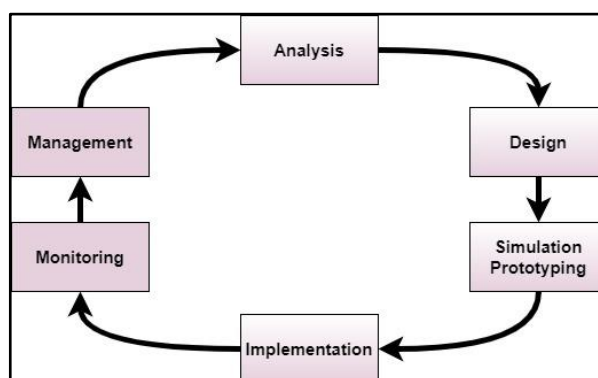 Analysis
Management
Design
Monitoring
Simulation
Prototyping
Implementation